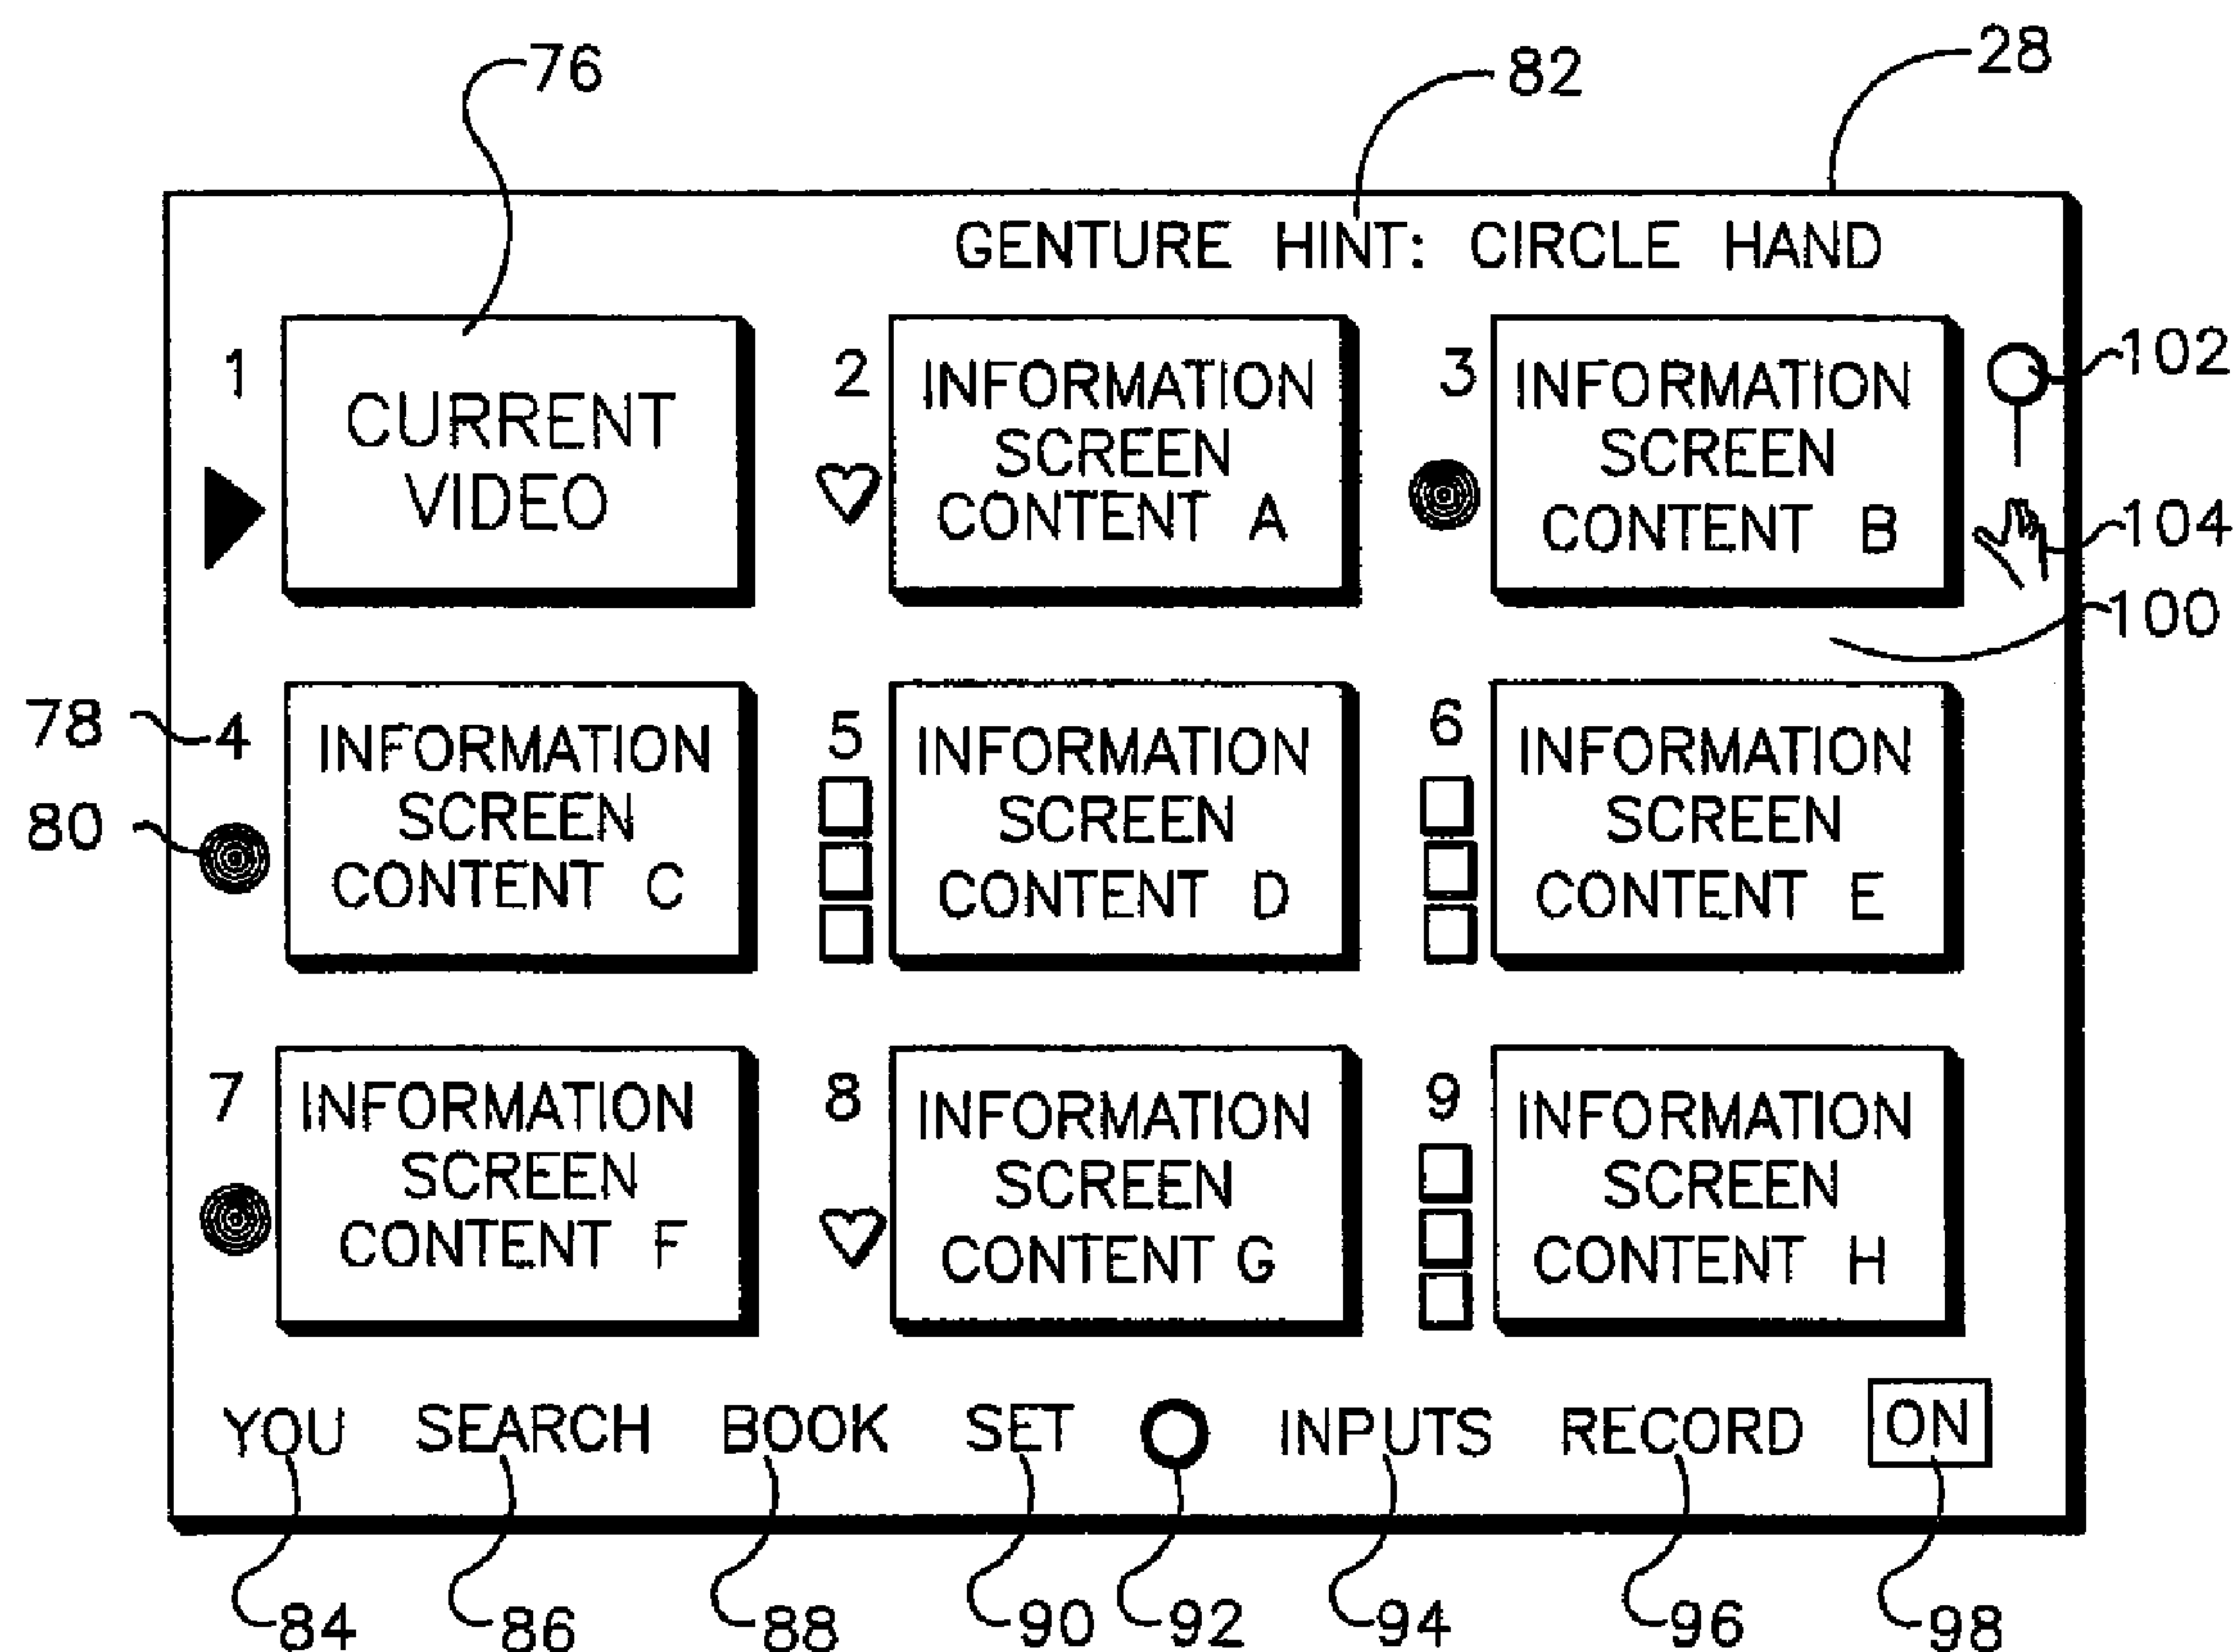 76
82
28
GENTURE HINT: CIRCLE HAND
1
CURRENT
VIDEO
2
INFORMATION
SCREEN
CONTENT A
3
INFORMATION
SCREEN
CONTENT B
102
104
100
78
4
80
INFORMATION
SCREEN
CONTENT C
5
INFORMATION
SCREEN
CONTENT D
6
INFORMATION
SCREEN
CONTENT E
7
INFORMATION
SCREEN
CONTENT F
8
INFORMATION
SCREEN
CONTENT G
9
INFORMATION
SCREEN
CONTENT H
YOU SEARCH BOOK SET INPUTS RECORD ON
84 86 88 90 92 94 96 98